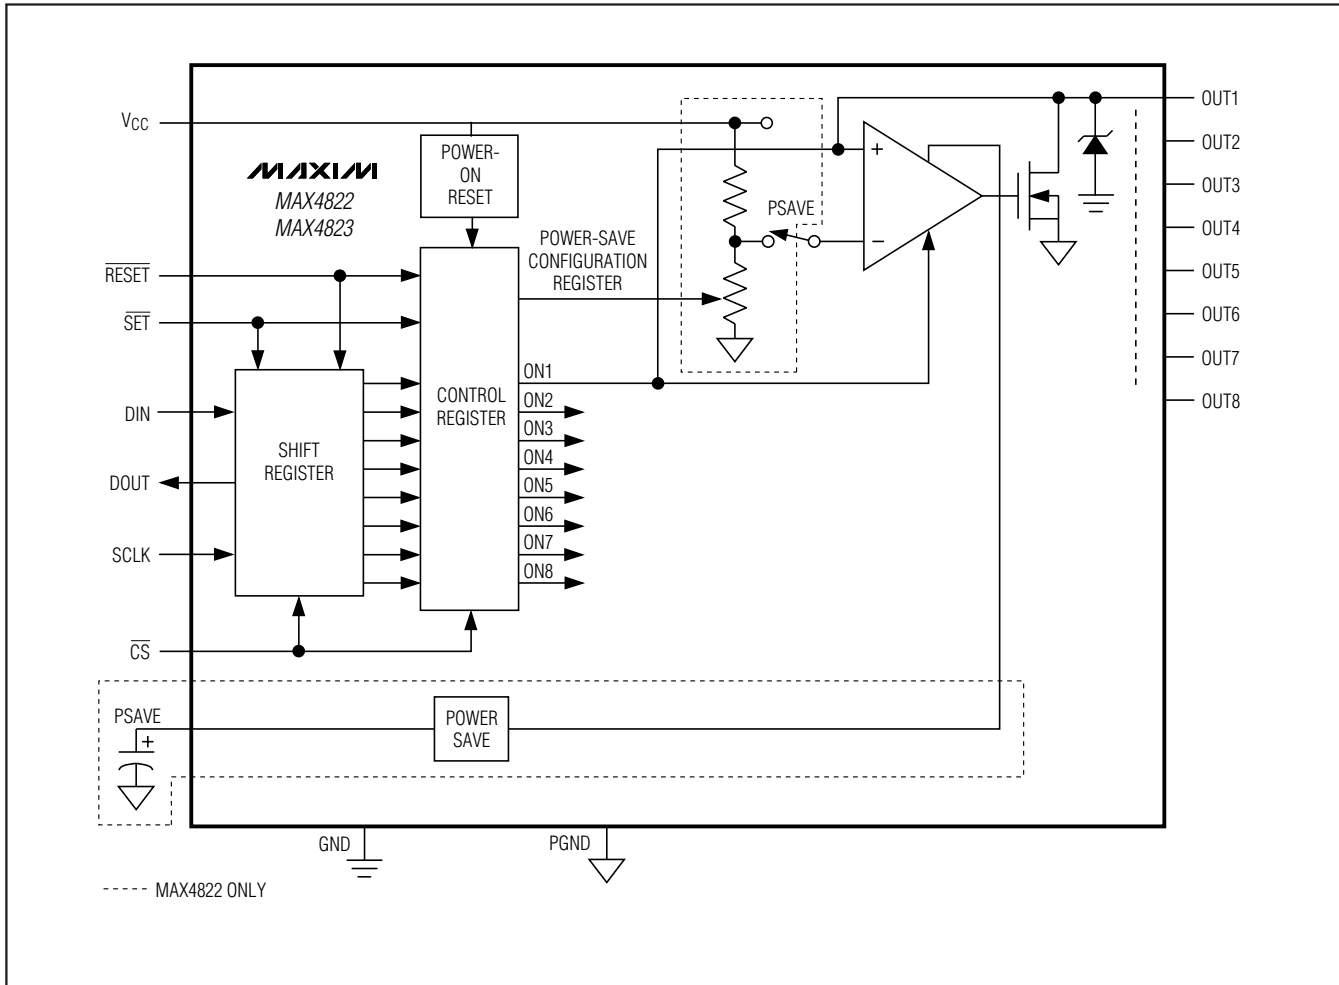 VCC
MAXIM
MAX4822
MAX4823
POWER-
ON
RESET
PSAVE
POWER-SAVE
CONFIGURATION
REGISTER
+
−
OUT1
OUT2
OUT3
OUT4
OUT5
OUT6
OUT7
OUT8
RESET
SET
DIN
DOUT
SCLK
CS
SHIFT
REGISTER
CONTROL
REGISTER
ON1
ON2
ON3
ON4
ON5
ON6
ON7
ON8
PSAVE
+
POWER
SAVE
GND
PGND
----- MAX4822 ONLY